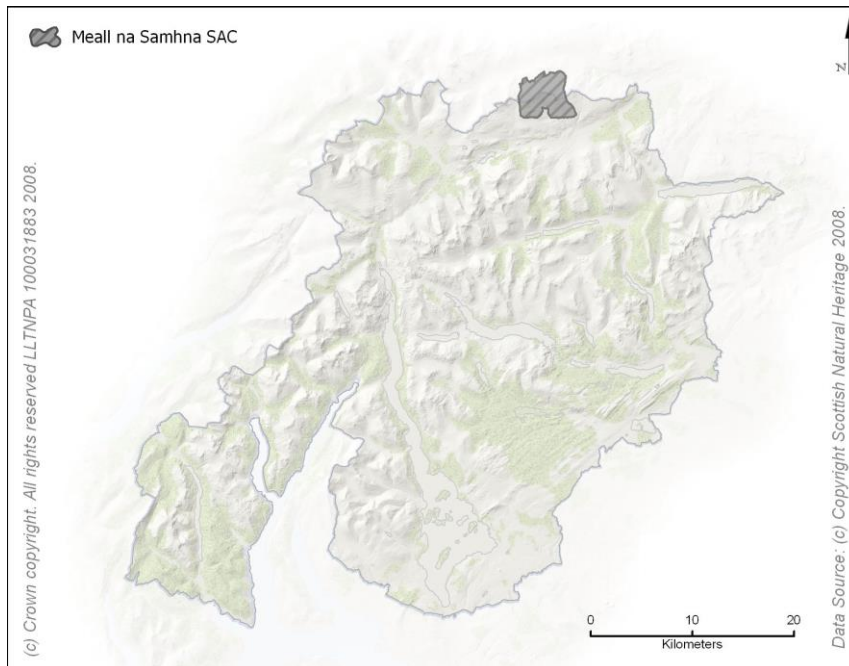 Meall na Samhna SAC
N
(c) Crown copyright. All rights reserved LLTNPA 100031883 2008.
Data Source: (c) Copyright Scottish Natural Heritage 2008.
0 10 20
Kilometers